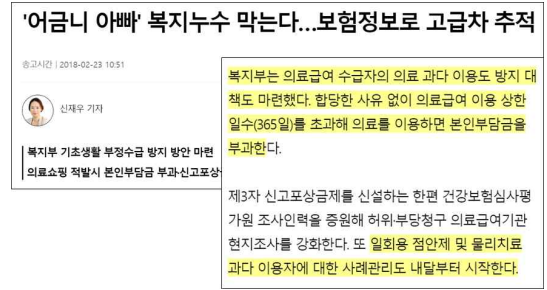 '어금니 아빠' 복지누수 막는다…보험정보로 고급차 추적
송고시간 | 2018-02-23 10:51
신재우 기자
복지부 기초생활 부정수급 방지 방안 마련
의료쇼핑 적발시 본인부담금 부과·신고포상
복지부는 의료급여 수급자의 의료 과다 이용도 방지 대
책도 마련했다. 합당한 사유 없이 의료급여 이용 상한
일수(365일)를 초과해 의료를 이용하면 본인부담금을
부과한다.
제3자 신고포상금제를 신설하는 한편 건강보험심사평
가원 조사인력을 증원해 허위·부당청구 의료급여기관
현지조사를 강화한다. 또 일회용 점안제 및 물리치료
과다 이용자에 대한 사례관리도 내달부터 시작한다.